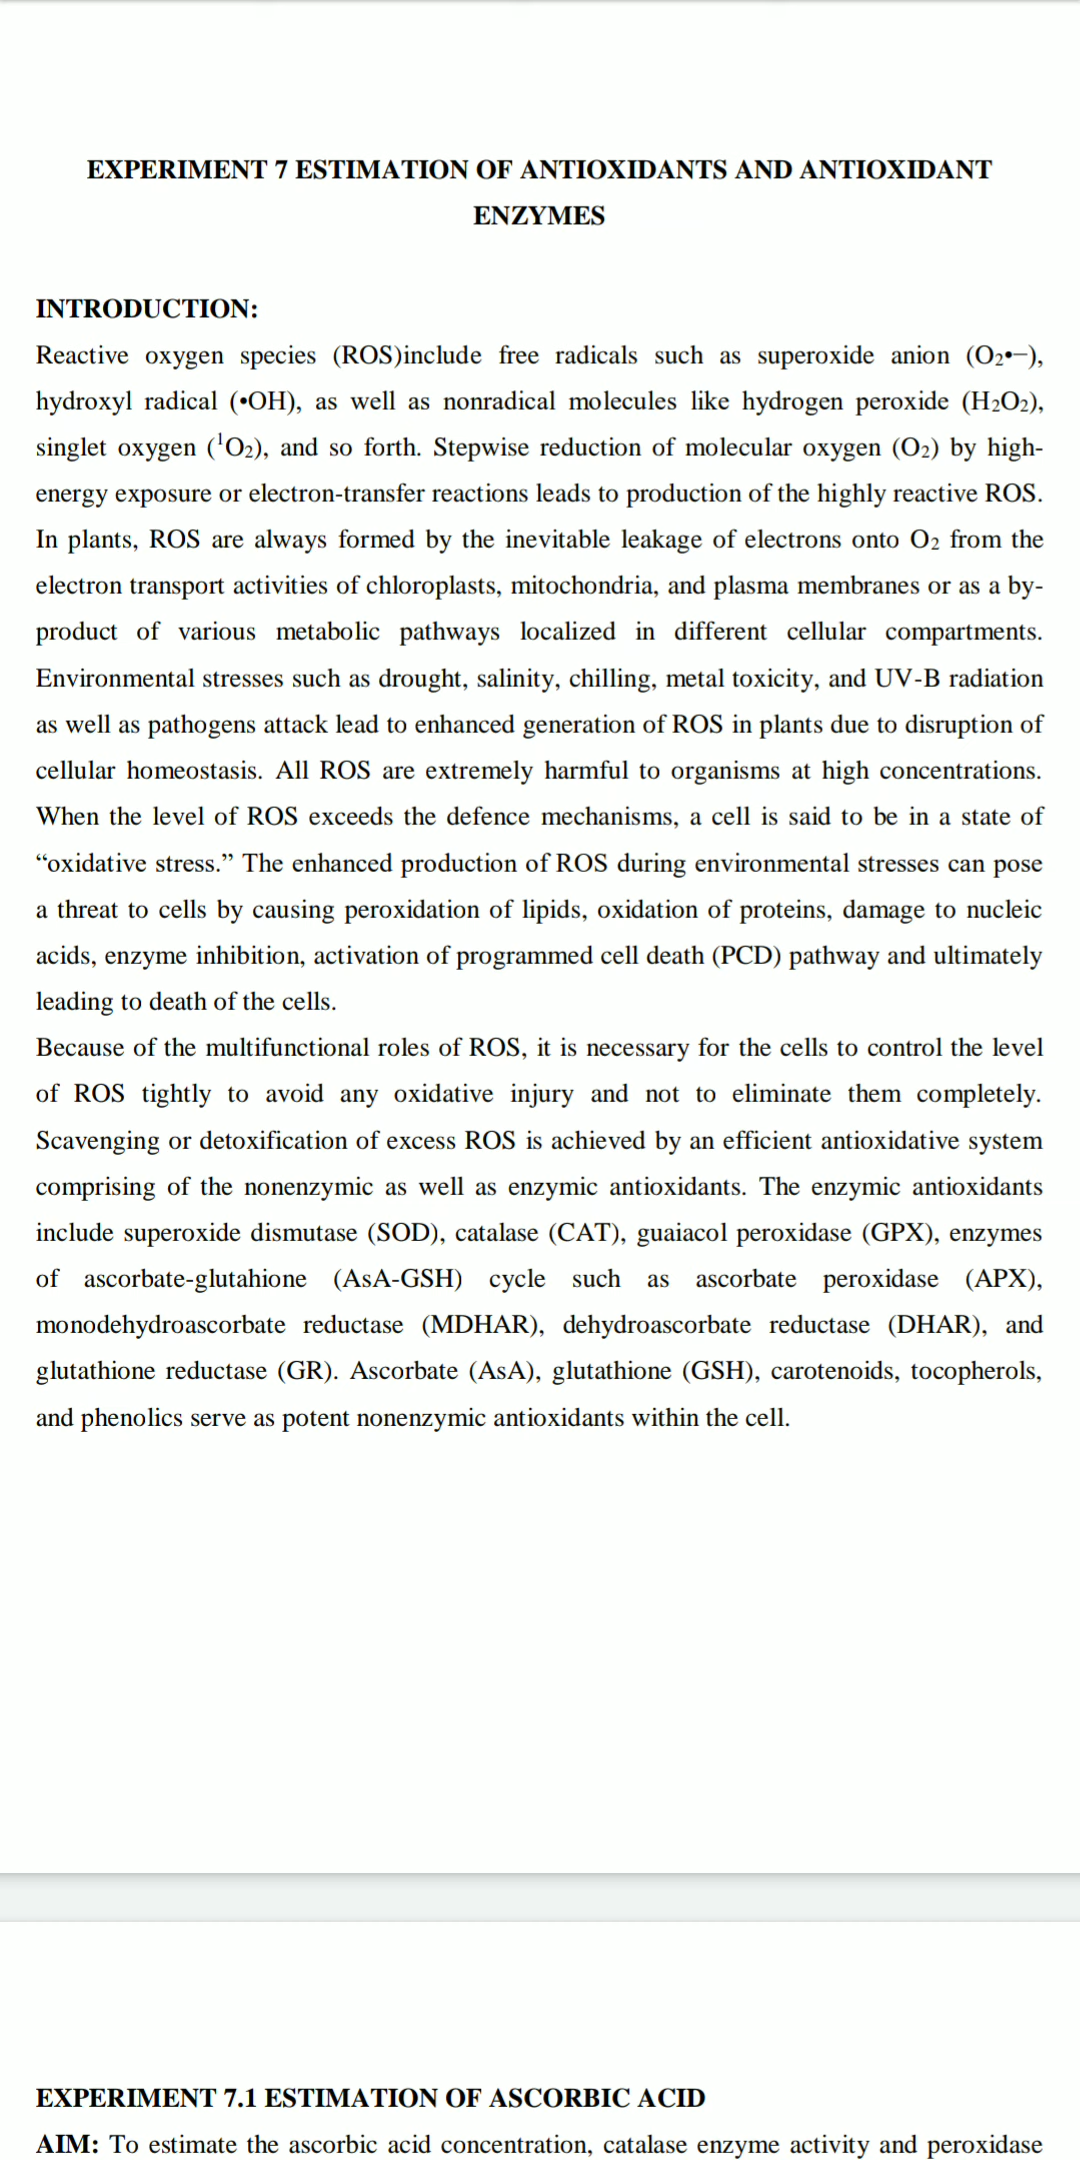 EXPERIMENT 7 ESTIMATION OF ANTIOXIDANTS AND ANTIOXIDANT
ENZYMES
INTRODUCTION:
Reactive oxygen species (ROS)include free radicals such as superoxide anion (O₂•−),
hydroxyl radical (•OH), as well as nonradical molecules like hydrogen peroxide (H₂O₂),
singlet oxygen (¹O₂), and so forth. Stepwise reduction of molecular oxygen (O₂) by high-
energy exposure or electron-transfer reactions leads to production of the highly reactive ROS.
In plants, ROS are always formed by the inevitable leakage of electrons onto O₂ from the
electron transport activities of chloroplasts, mitochondria, and plasma membranes or as a by-
product of various metabolic pathways localized in different cellular compartments.
Environmental stresses such as drought, salinity, chilling, metal toxicity, and UV-B radiation
as well as pathogens attack lead to enhanced generation of ROS in plants due to disruption of
cellular homeostasis. All ROS are extremely harmful to organisms at high concentrations.
When the level of ROS exceeds the defence mechanisms, a cell is said to be in a state of
“oxidative stress.” The enhanced production of ROS during environmental stresses can pose
a threat to cells by causing peroxidation of lipids, oxidation of proteins, damage to nucleic
acids, enzyme inhibition, activation of programmed cell death (PCD) pathway and ultimately
leading to death of the cells.
Because of the multifunctional roles of ROS, it is necessary for the cells to control the level
of ROS tightly to avoid any oxidative injury and not to eliminate them completely.
Scavenging or detoxification of excess ROS is achieved by an efficient antioxidative system
comprising of the nonenzymic as well as enzymic antioxidants. The enzymic antioxidants
include superoxide dismutase (SOD), catalase (CAT), guaiacol peroxidase (GPX), enzymes
of ascorbate-glutahione (AsA-GSH) cycle such as ascorbate peroxidase (APX),
monodehydroascorbate reductase (MDHAR), dehydroascorbate reductase (DHAR), and
glutathione reductase (GR). Ascorbate (AsA), glutathione (GSH), carotenoids, tocopherols,
and phenolics serve as potent nonenzymic antioxidants within the cell.
EXPERIMENT 7.1 ESTIMATION OF ASCORBIC ACID
AIM: To estimate the ascorbic acid concentration, catalase enzyme activity and peroxidase